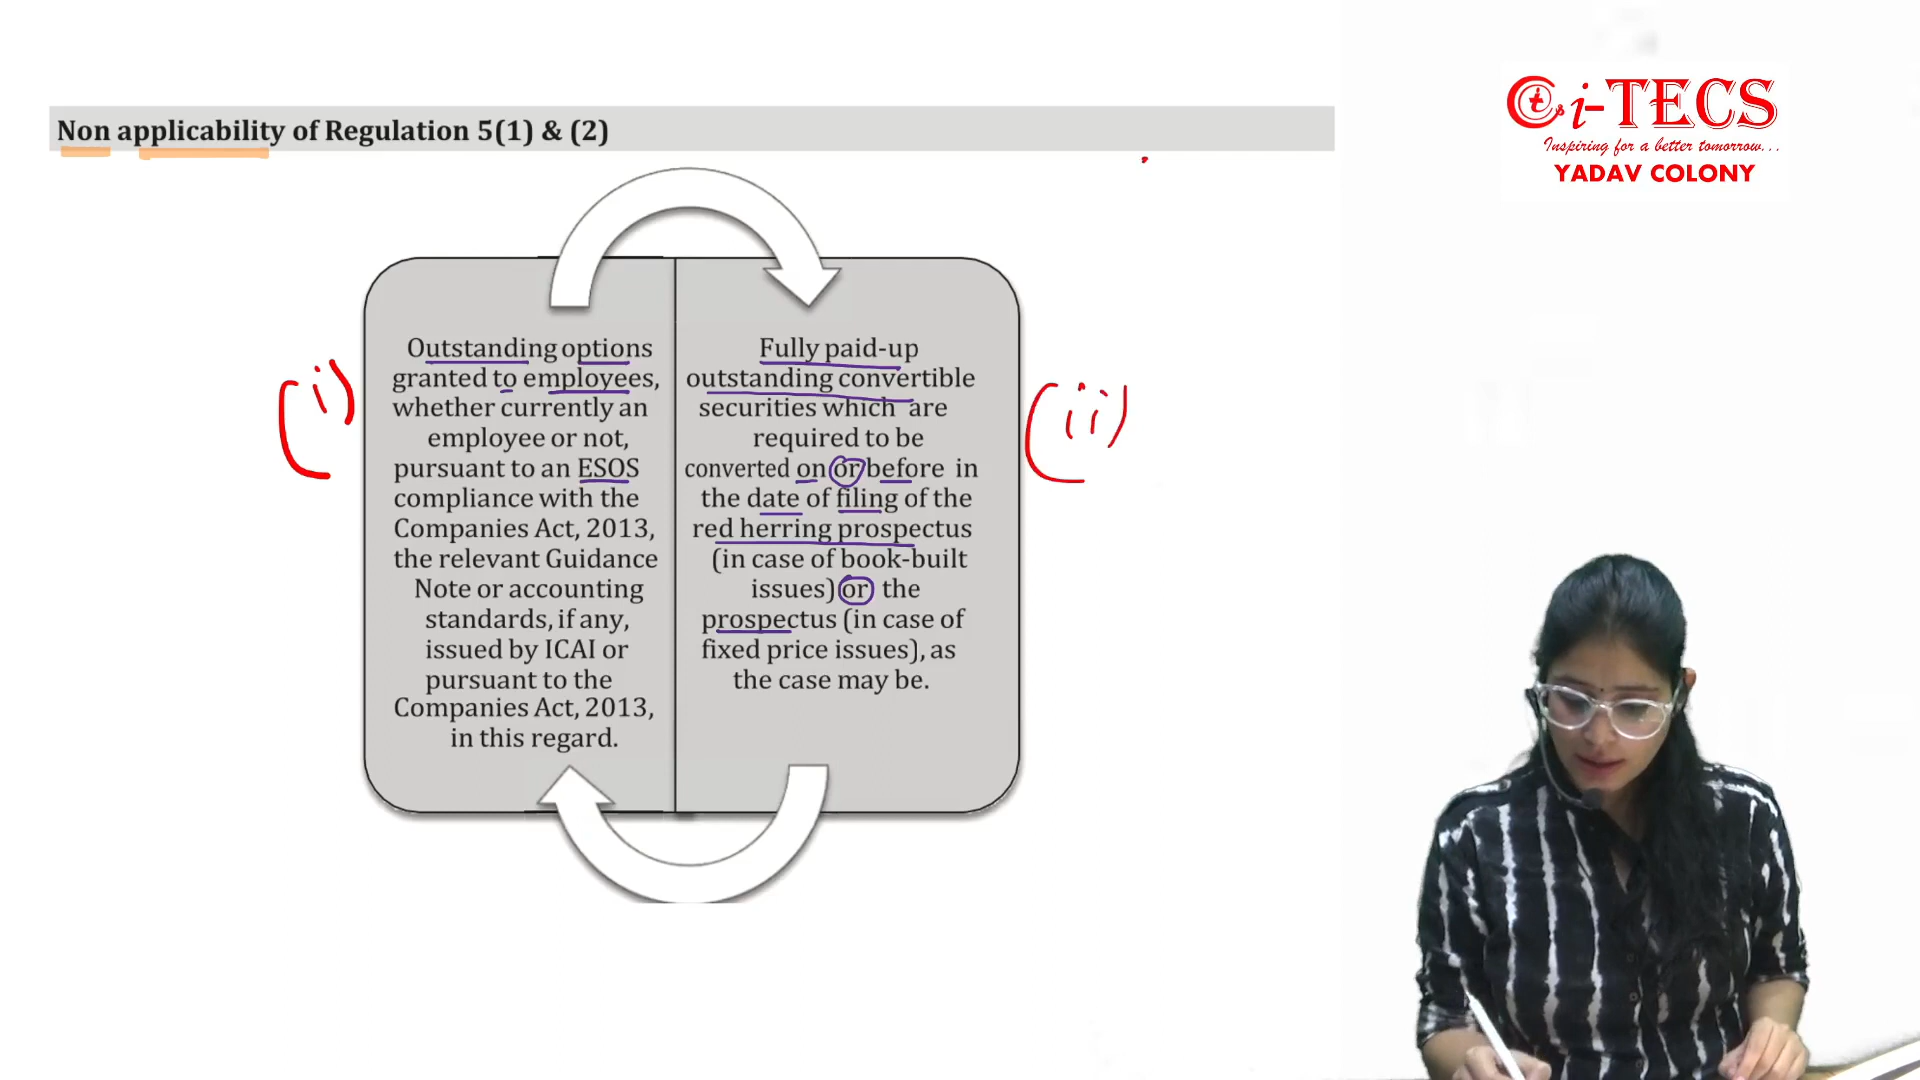 Non applicability of Regulation 5(1) & (2)
i-TECS
Inspiring for a better tomorrow...
YADAV COLONY
(i)
Outstanding options
granted to employees,
whether currently an
employee or not,
pursuant to an ESOS
compliance with the
Companies Act, 2013,
the relevant Guidance
Note or accounting
standards, if any,
issued by ICAI or
pursuant to the
Companies Act, 2013,
in this regard.
Fully paid-up
outstanding convertible
securities which are
required to be
converted on or before in
the date of filing of the
red herring prospectus
(in case of book-built
issues) or the
prospectus (in case of
fixed price issues), as
the case may be.
(ii)